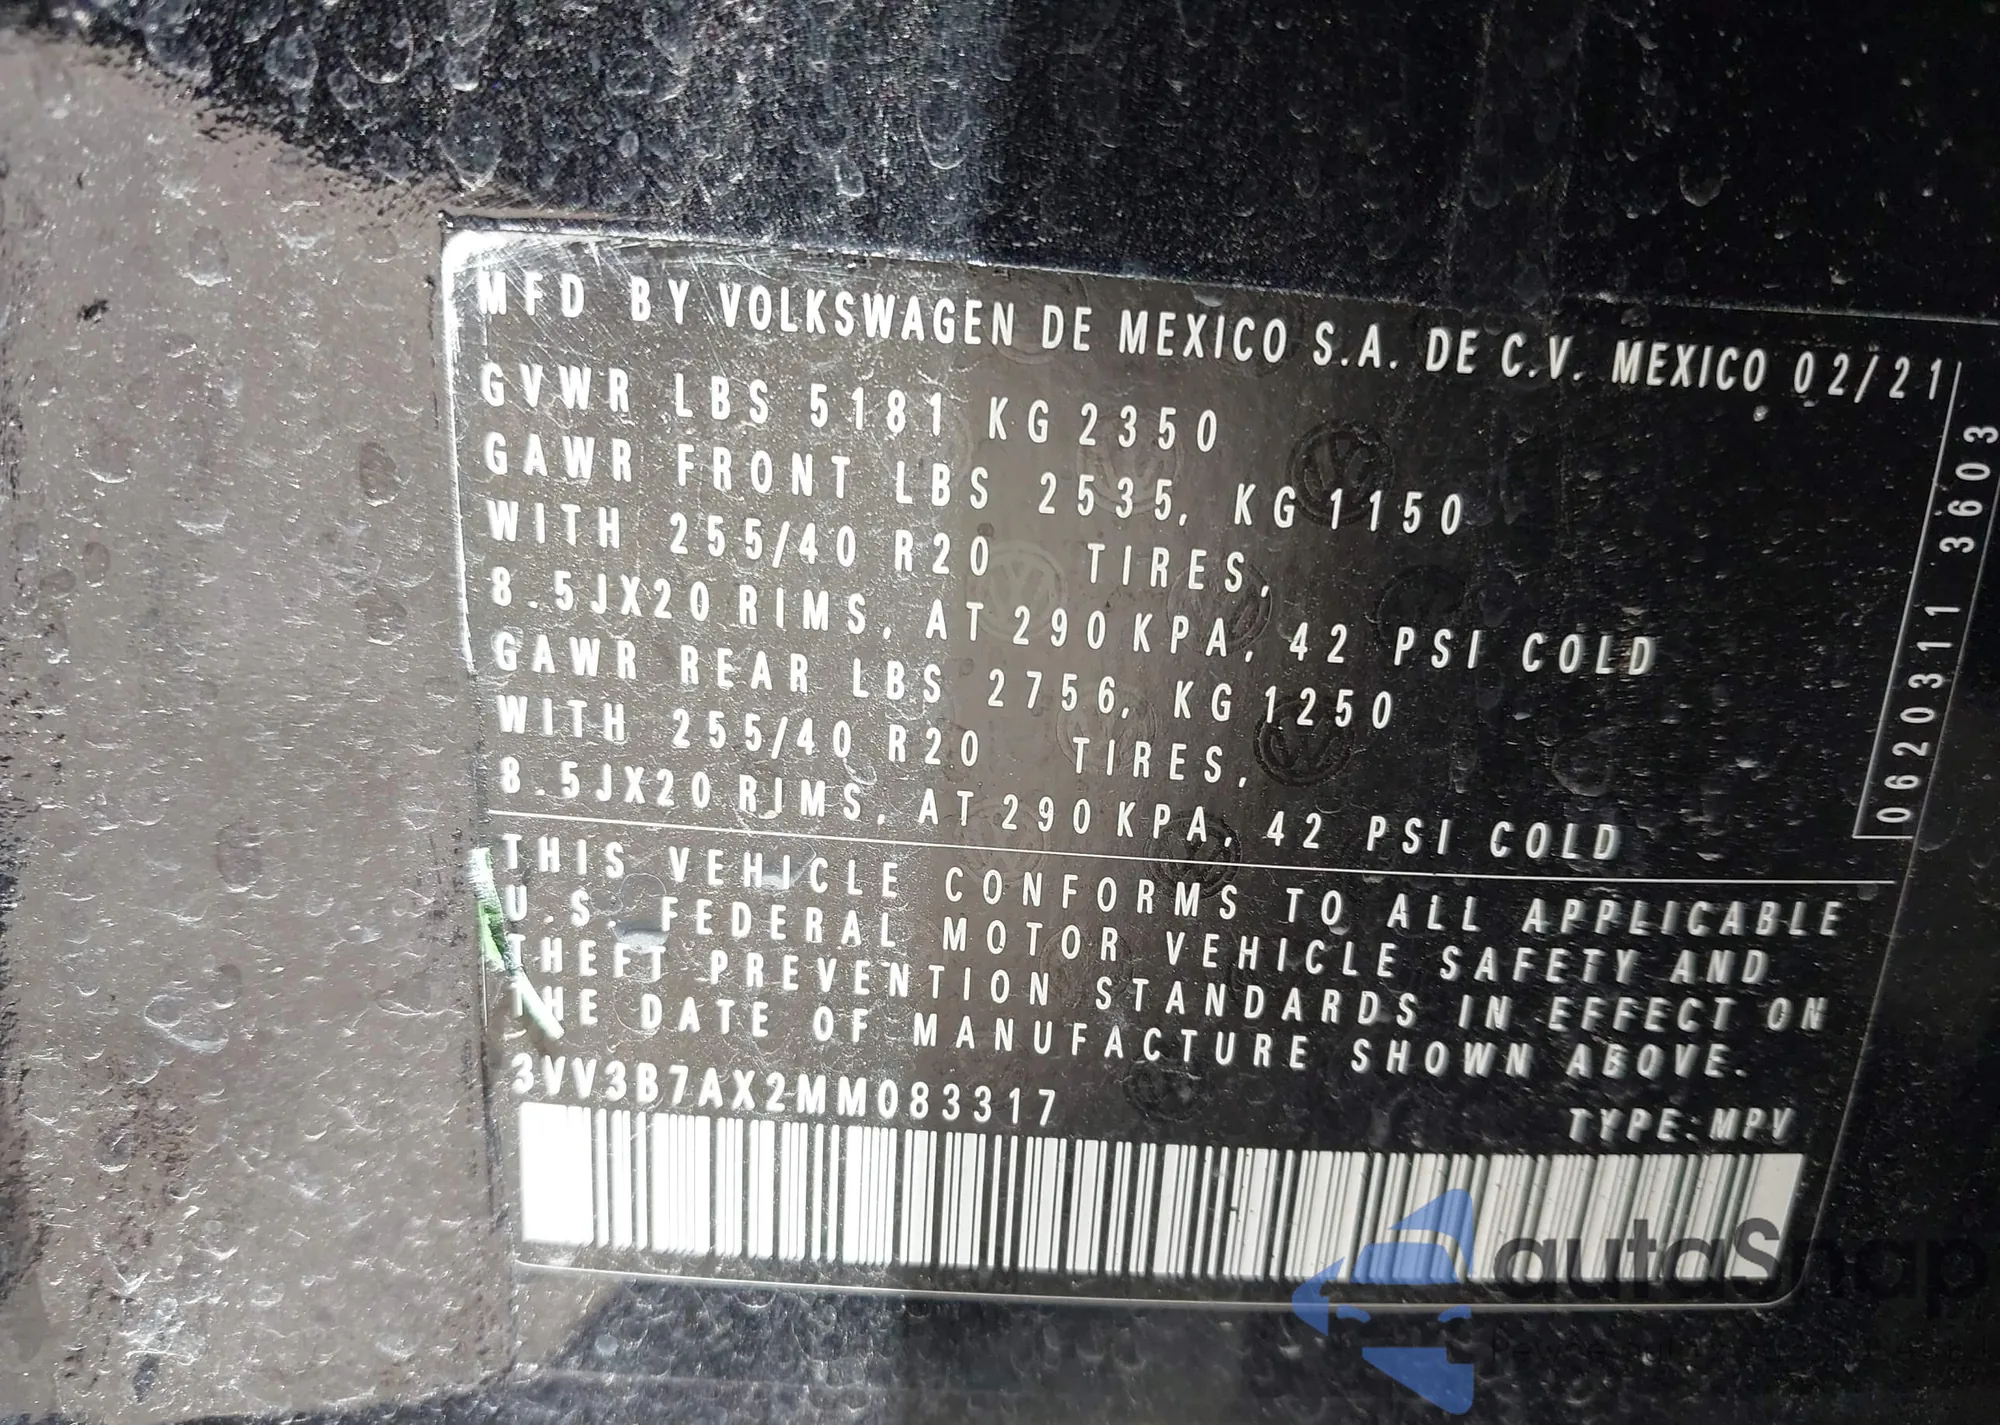 MFD BY VOLKSWAGEN DE MEXICO S.A. DE C.V. MEXICO 02/21
GVWR LBS 5181 KG 2350
GAWR FRONT LBS 2535, KG 1150
WITH 255/40 R20 TIRES,
8.5JX20 RIMS, AT 290 KPA, 42 PSI COLD
GAWR REAR LBS 2756, KG 1250
WITH 255/40 R20 TIRES,
8.5JX20 RIMS, AT 290 KPA, 42 PSI COLD
0620311 3603
THIS VEHICLE CONFORMS TO ALL APPLICABLE
U.S. FEDERAL MOTOR VEHICLE SAFETY AND
THEFT PREVENTION STANDARDS IN EFFECT ON
THE DATE OF MANUFACTURE SHOWN ABOVE.
3VV3B7AX2MM083317
TYPE: MPV
autaSnap